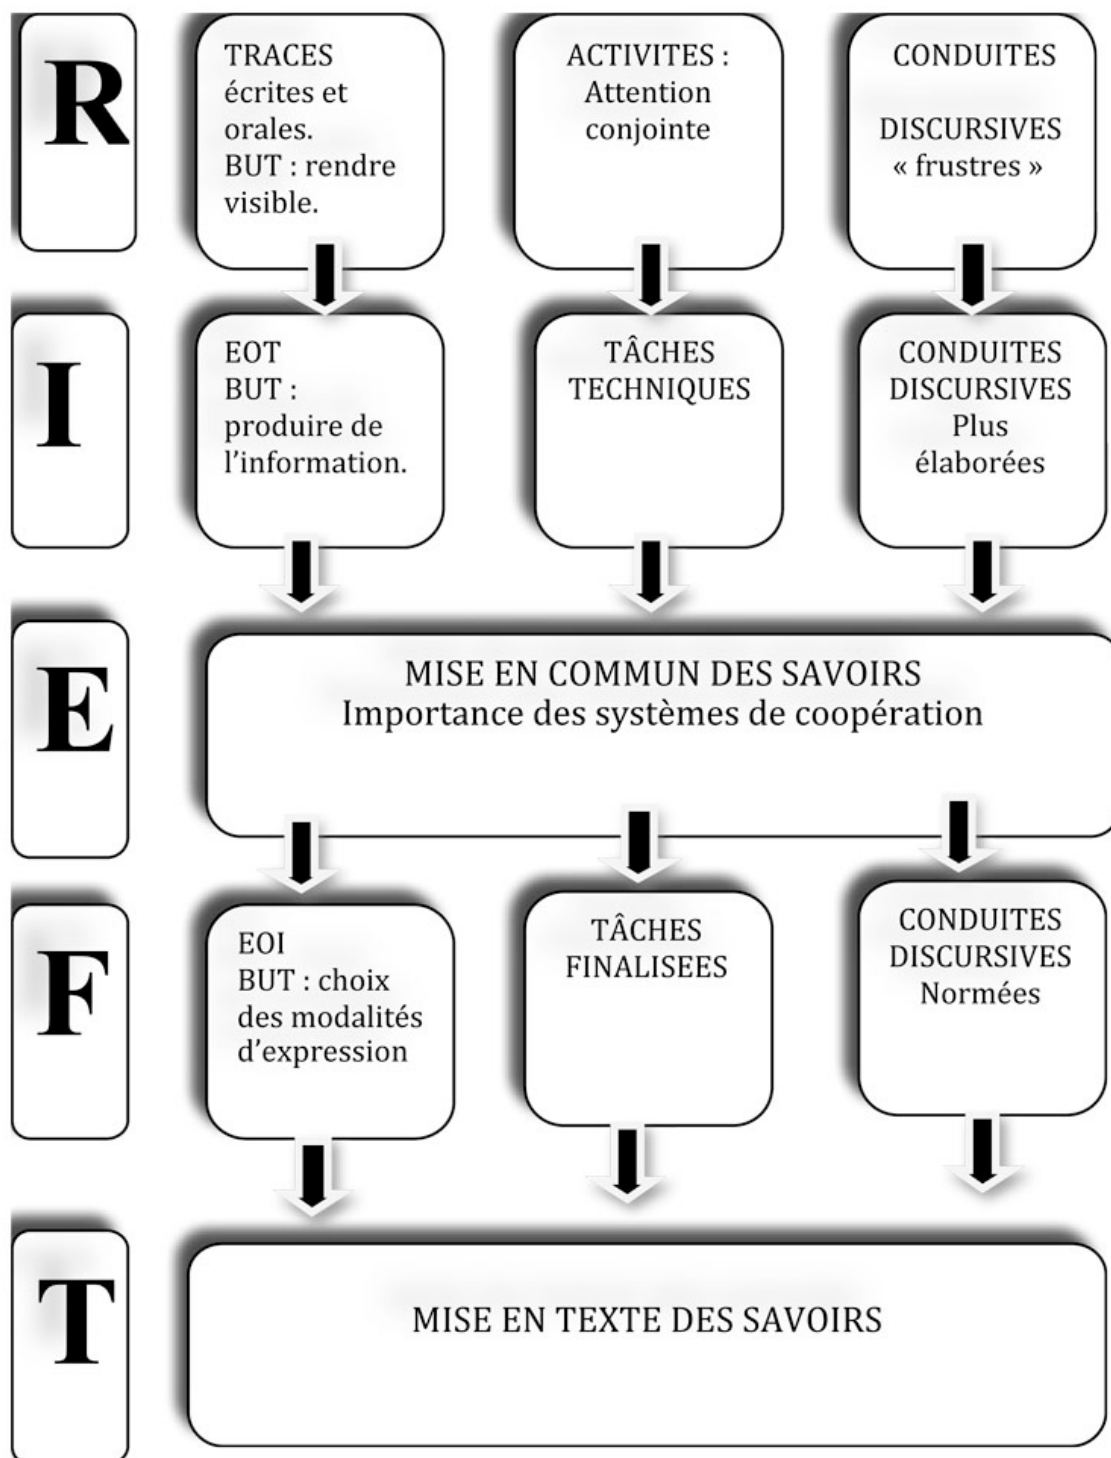 R
TRACES
écrites et
orales.
BUT : rendre
visible.
ACTIVITES :
Attention
conjointe
CONDUITES
DISCURSIVES
« frustres »
I
EOT
BUT :
produire de
l’information.
TÂCHES
TECHNIQUES
CONDUITES
DISCURSIVES
Plus
élaborées
E
MISE EN COMMUN DES SAVOIRS
Importance des systèmes de coopération
F
EOI
BUT : choix
des modalités
d’expression
TÂCHES
FINALISEES
CONDUITES
DISCURSIVES
Normées
T
MISE EN TEXTE DES SAVOIRS